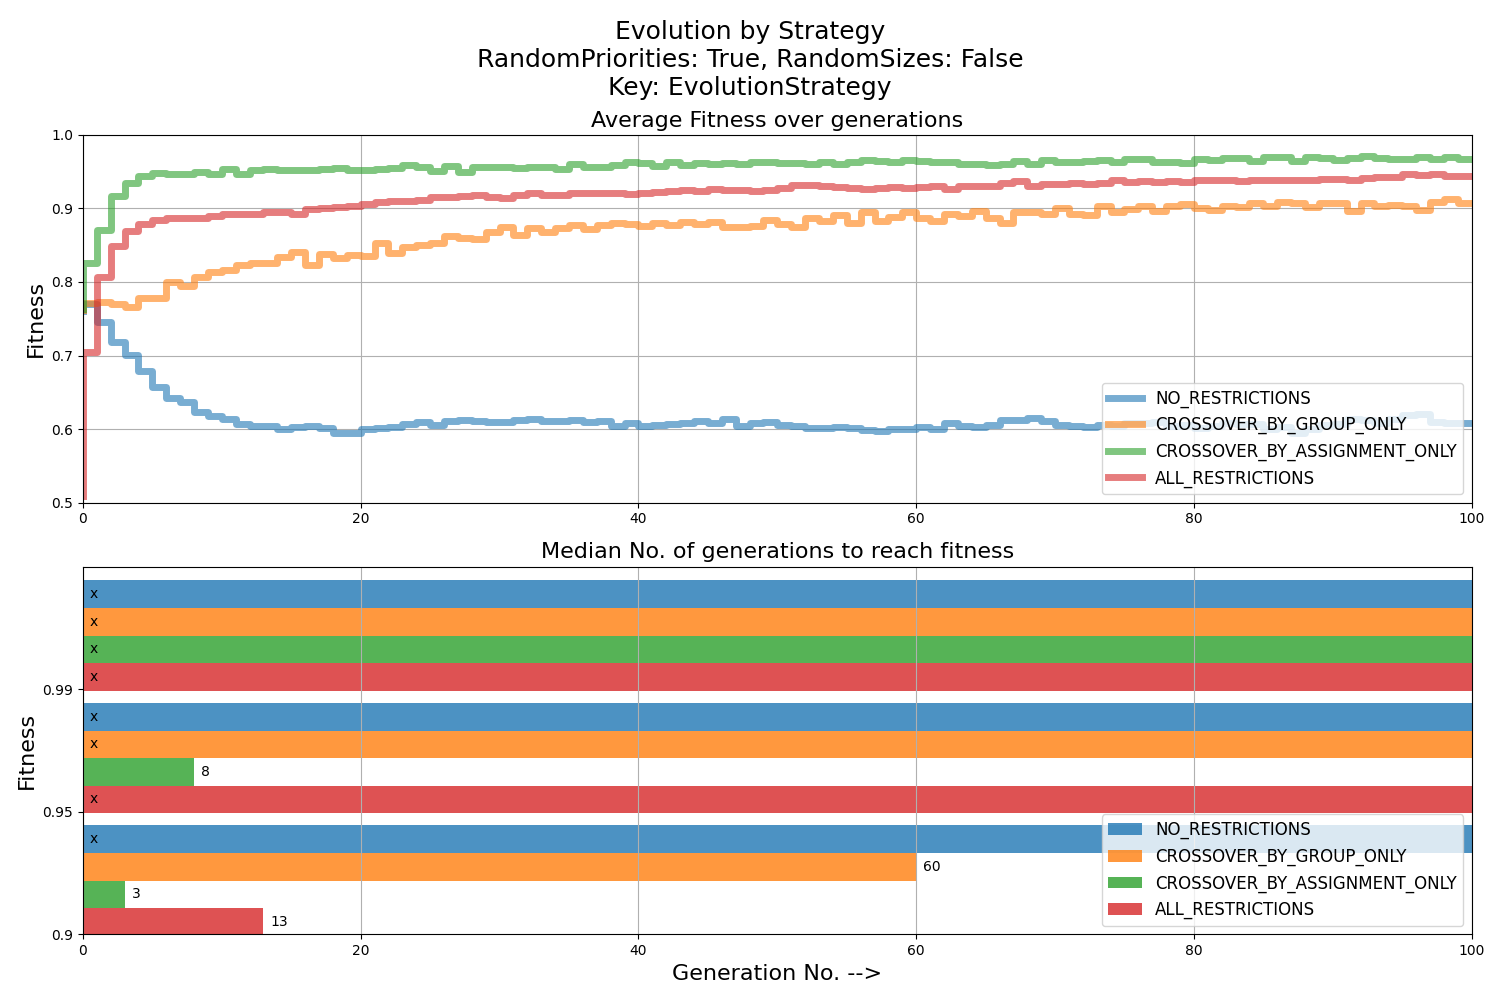 Evolution by Strategy
RandomPriorities: True, RandomSizes: False
Key: EvolutionStrategy
Average Fitness over generations
1.0
0.9
0.8
0.7
0.6
0.5
Fitness
NO_RESTRICTIONS
CROSSOVER_BY_GROUP_ONLY
CROSSOVER_BY_ASSIGNMENT_ONLY
ALL_RESTRICTIONS
0 20 40 60 80 100
Median No. of generations to reach fitness
x
x
x
x
0.99
x
x
8
x
0.95
x
60
3
13
0.9
Fitness
NO_RESTRICTIONS
CROSSOVER_BY_GROUP_ONLY
CROSSOVER_BY_ASSIGNMENT_ONLY
ALL_RESTRICTIONS
0 20 40 60 80 100
Generation No. -->